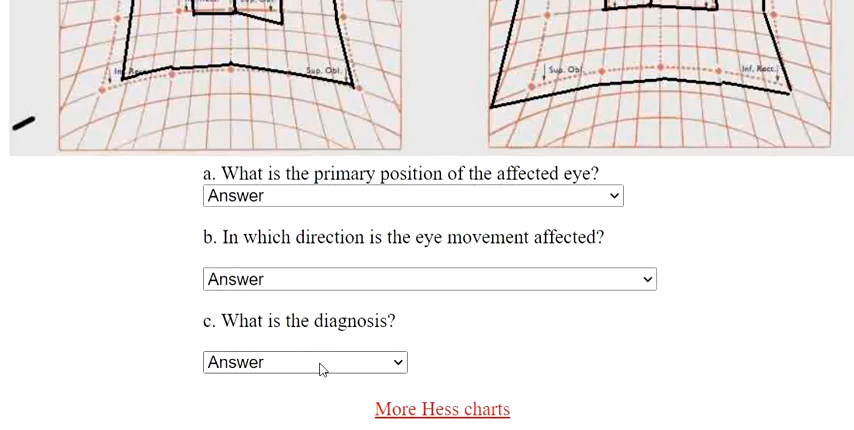 Inf. Rect. Sup. Obl. Sup. Obl. Inf. Rect.
a. What is the primary position of the affected eye?
Answer
b. In which direction is the eye movement affected?
Answer
c. What is the diagnosis?
Answer
More Hess charts